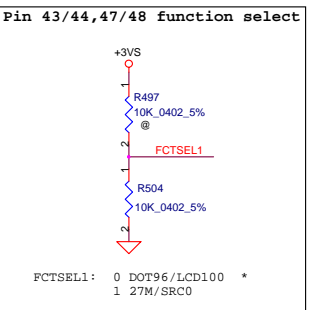 Pin 43/44,47/48 function select
+3VS
1
R497
10K_0402_5%
@
2
FCTSEL1
1
R504
10K_0402_5%
2
FCTSEL1: 0 DOT96/LCD100 *
1 27M/SRC0